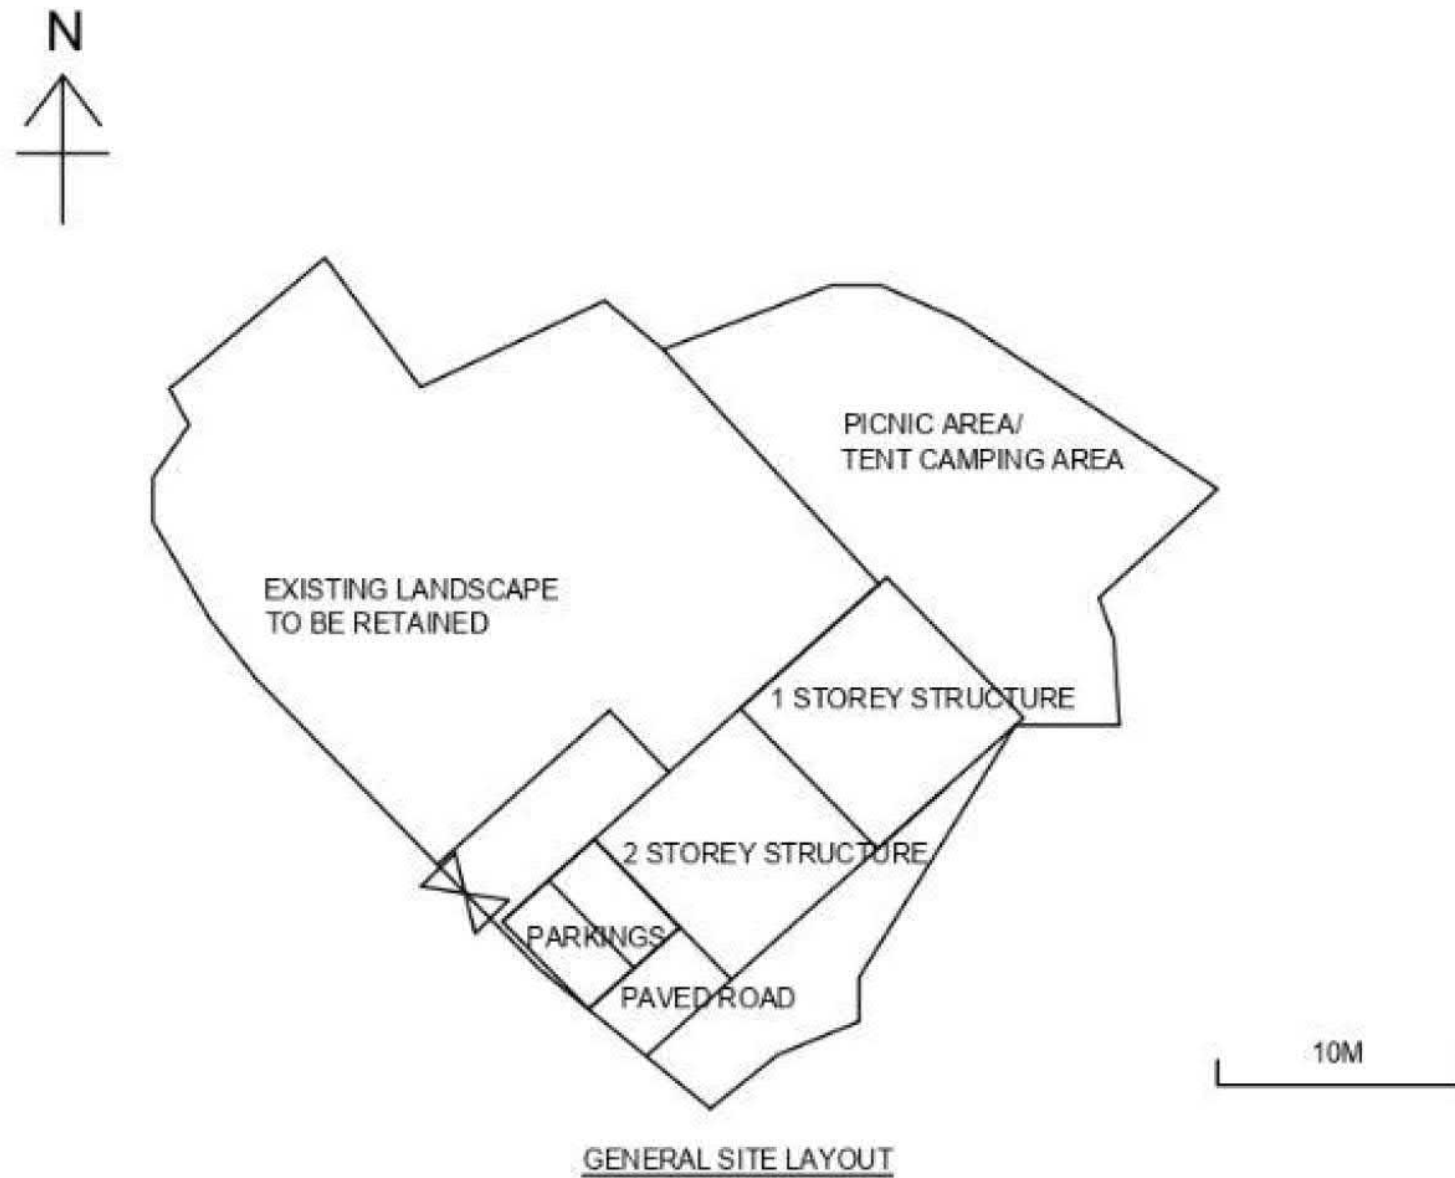 N
PICNIC AREA/
TENT CAMPING AREA
EXISTING LANDSCAPE
TO BE RETAINED
1 STOREY STRUCTURE
2 STOREY STRUCTURE
PARKINGS
PAVED ROAD
10M
GENERAL SITE LAYOUT